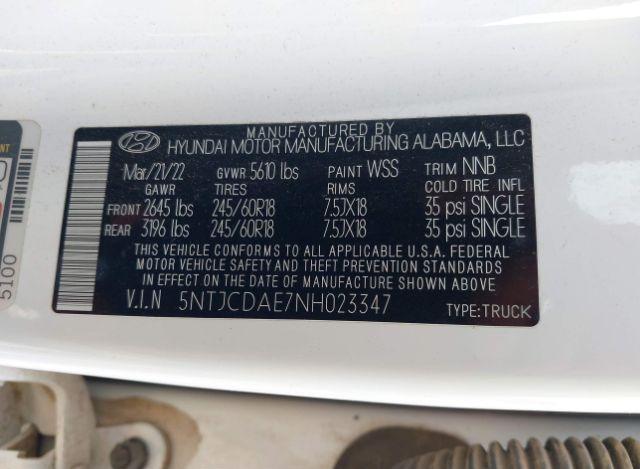 MANUFACTURED BY
HYUNDAI MOTOR MANUFACTURING ALABAMA, LLC
Mar/21/22 GVWR 5610 lbs PAINT WSS TRIM NNB
GAWR TIRES RIMS COLD TIRE INFL
FRONT 2645 lbs 245/60R18 7.5JX18 35 psi SINGLE
REAR 3196 lbs 245/60R18 7.5JX18 35 psi SINGLE
THIS VEHICLE CONFORMS TO ALL APPLICABLE U.S.A. FEDERAL
MOTOR VEHICLE SAFETY AND THEFT PREVENTION STANDARDS
IN EFFECT ON THE DATE OF MANUFACTURE SHOWN ABOVE
V.I.N 5NTJCDAE7NH023347 TYPE:TRUCK
5100